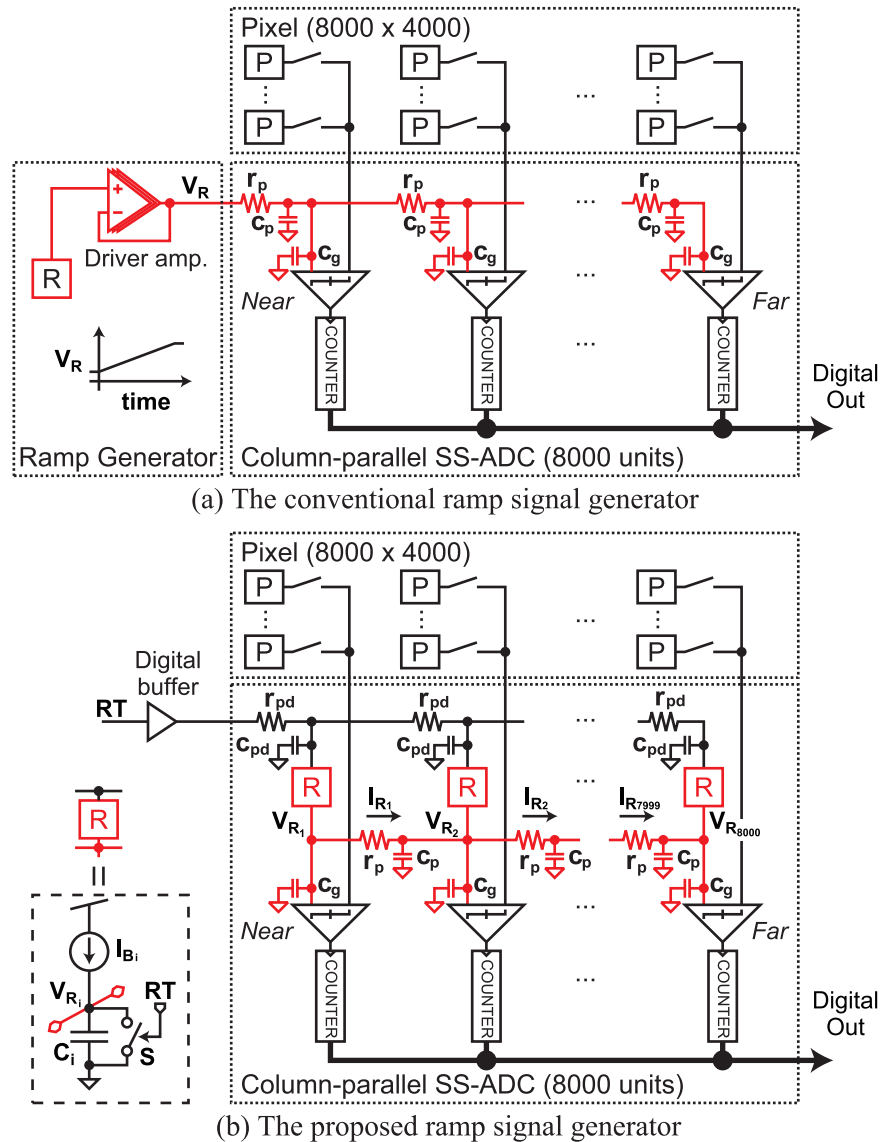 Pixel (8000 x 4000)
P P ... P
P P ... P
V_R r_p r_p ... r_p
+
−
c_p c_p c_p
Driver amp.
R
c_g c_g c_g
Near Far
V_R
time
COUNTER COUNTER ... COUNTER
Digital
Out
Ramp Generator
Column-parallel SS-ADC (8000 units)
(a) The conventional ramp signal generator
Pixel (8000 x 4000)
P P ... P
P P ... P
Digital
buffer
RT r_pd r_pd ... r_pd
c_pd c_pd c_pd
R R ... R
I_R1 I_R2 I_R7999
V_R1 V_R2 V_R8000
r_p c_p r_p c_p r_p c_p
c_g c_g c_g
Near Far
R
=
I_Bi
V_Ri RT
C_i S
COUNTER COUNTER ... COUNTER
Digital
Out
Column-parallel SS-ADC (8000 units)
(b) The proposed ramp signal generator